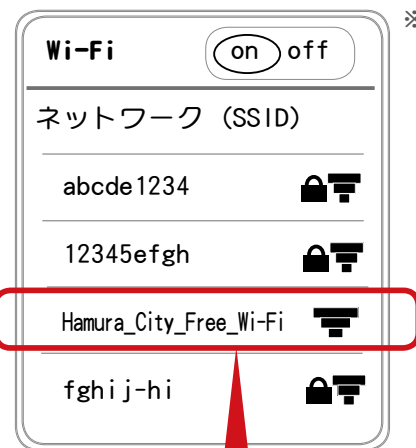 ※
Wi-Fi on off
ネットワーク (SSID)
abcde1234
12345efgh
Hamura_City_Free_Wi-Fi
fghij-hi